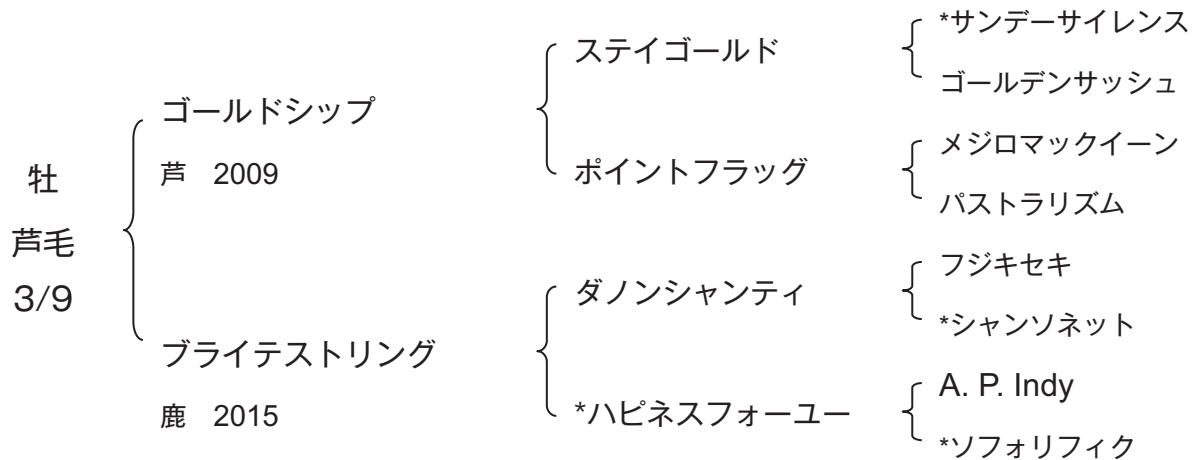 牡
芦毛
3/9
ゴールドシップ
芦 2009
ブライテストリング
鹿 2015
ステイゴールド
ポイントフラッグ
ダノンシャンティ
*ハピネスフォーユー
*サンデーサイレンス
ゴールデンサッシュ
メジロマックイーン
パストラリズム
フジキセキ
*シャンソネット
A. P. Indy
*ソフォリフィク